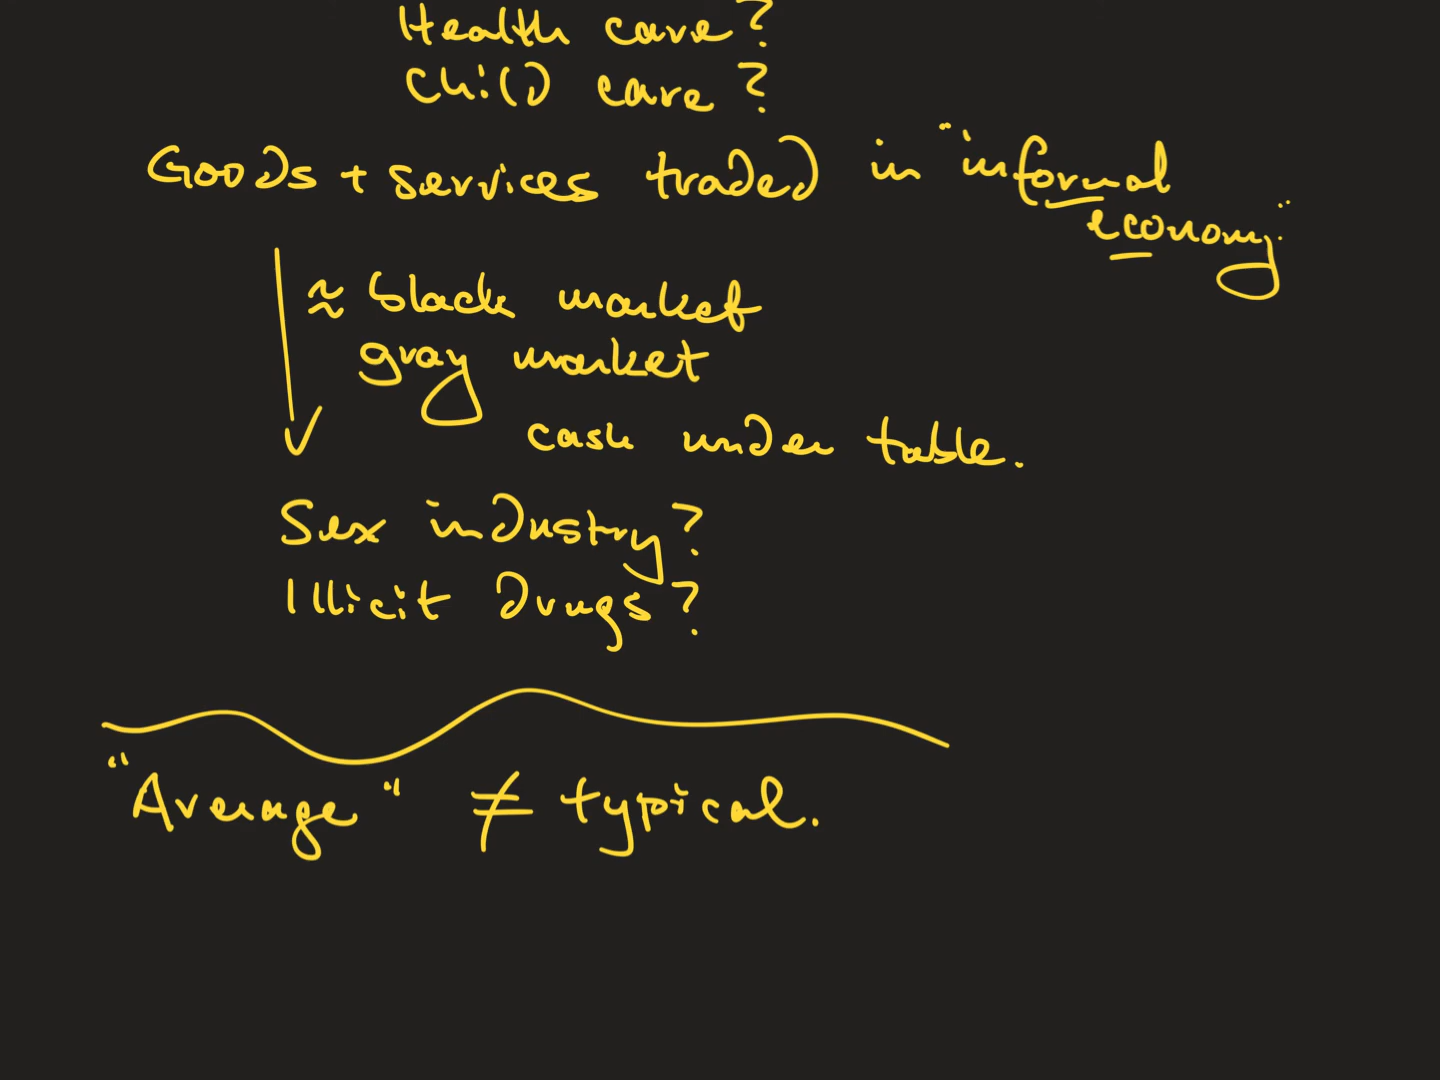 Health care?
Child care?
Goods + services traded in "informal
economy."
≈ black market
gray market
cash under table.
Sex industry?
Illicit Drugs?
"Average" ≠ typical.